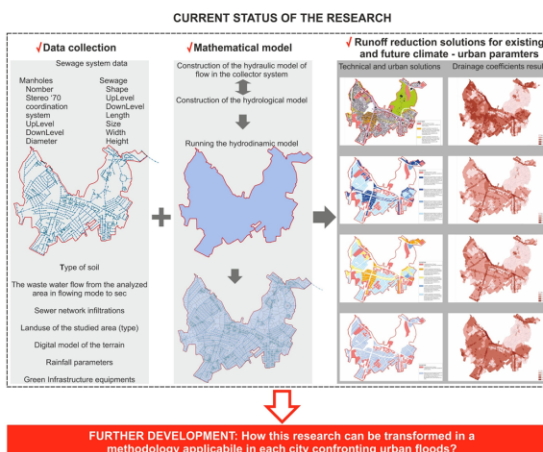 CURRENT STATUS OF THE RESEARCH
√Data collection
Sewage system data
Manholes
Nomber
Stereo '70
coordination
system
UpLevel
DownLevel
Diameter
Sewage
Shape
UpLevel
DownLevel
Length
Size
Width
Height
Type of soil
The waste water flow from the analyzed
area in flowing mode to sec
Sewer network infiltrations
Landuse of the studied area (type)
Digital model of the terrain
Rainfall parameters
Green Infrastructure equipments
√Mathematical model
Construction of the hydraulic model of
flow in the collector system
Construction of the hydrological model
Running the hydrodinamic model
√ Runoff reduction solutions for existing
and future climate - urban paramters
Technical and urban solutions
Drainage coefficients resul
FURTHER DEVELOPMENT: How this research can be transformed in a
methodology applicabile in each city confronting urban floods?